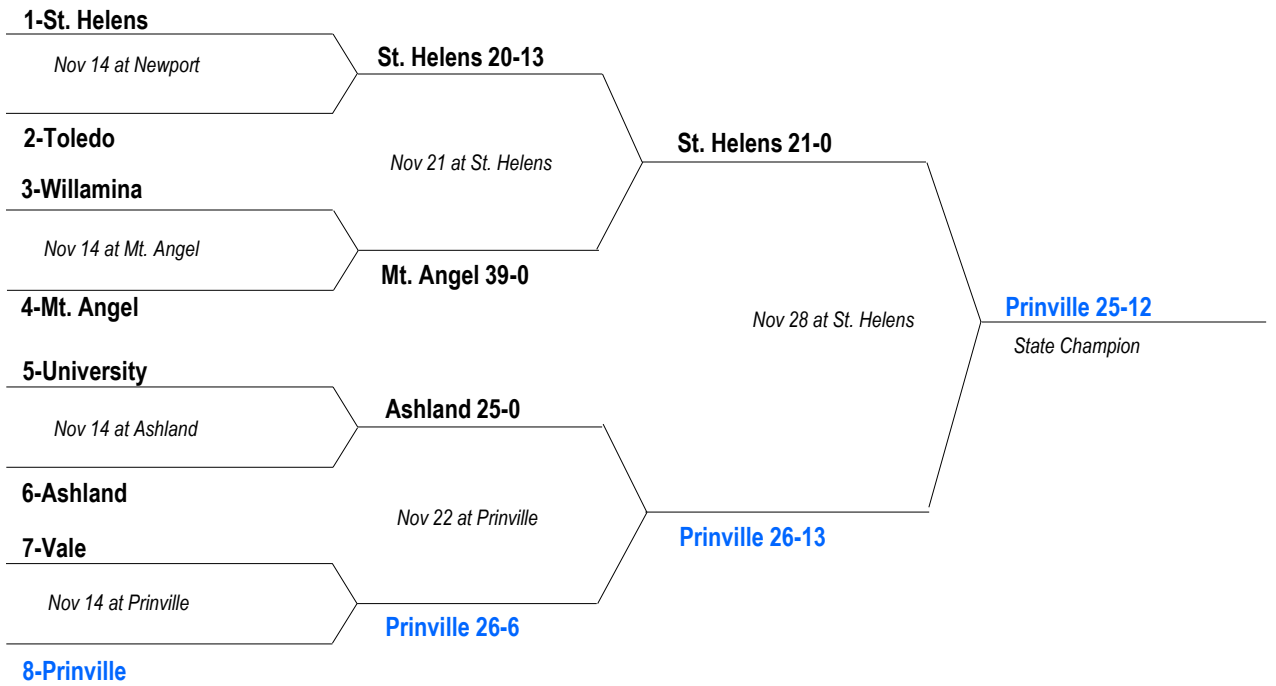 1-St. Helens
Nov 14 at Newport
St. Helens 20-13
2-Toledo
Nov 21 at St. Helens
St. Helens 21-0
3-Willamina
Nov 14 at Mt. Angel
Mt. Angel 39-0
4-Mt. Angel
Nov 28 at St. Helens
Prinville 25-12
State Champion
5-University
Nov 14 at Ashland
Ashland 25-0
6-Ashland
Nov 22 at Prinville
Prinville 26-13
7-Vale
Nov 14 at Prinville
Prinville 26-6
8-Prinville